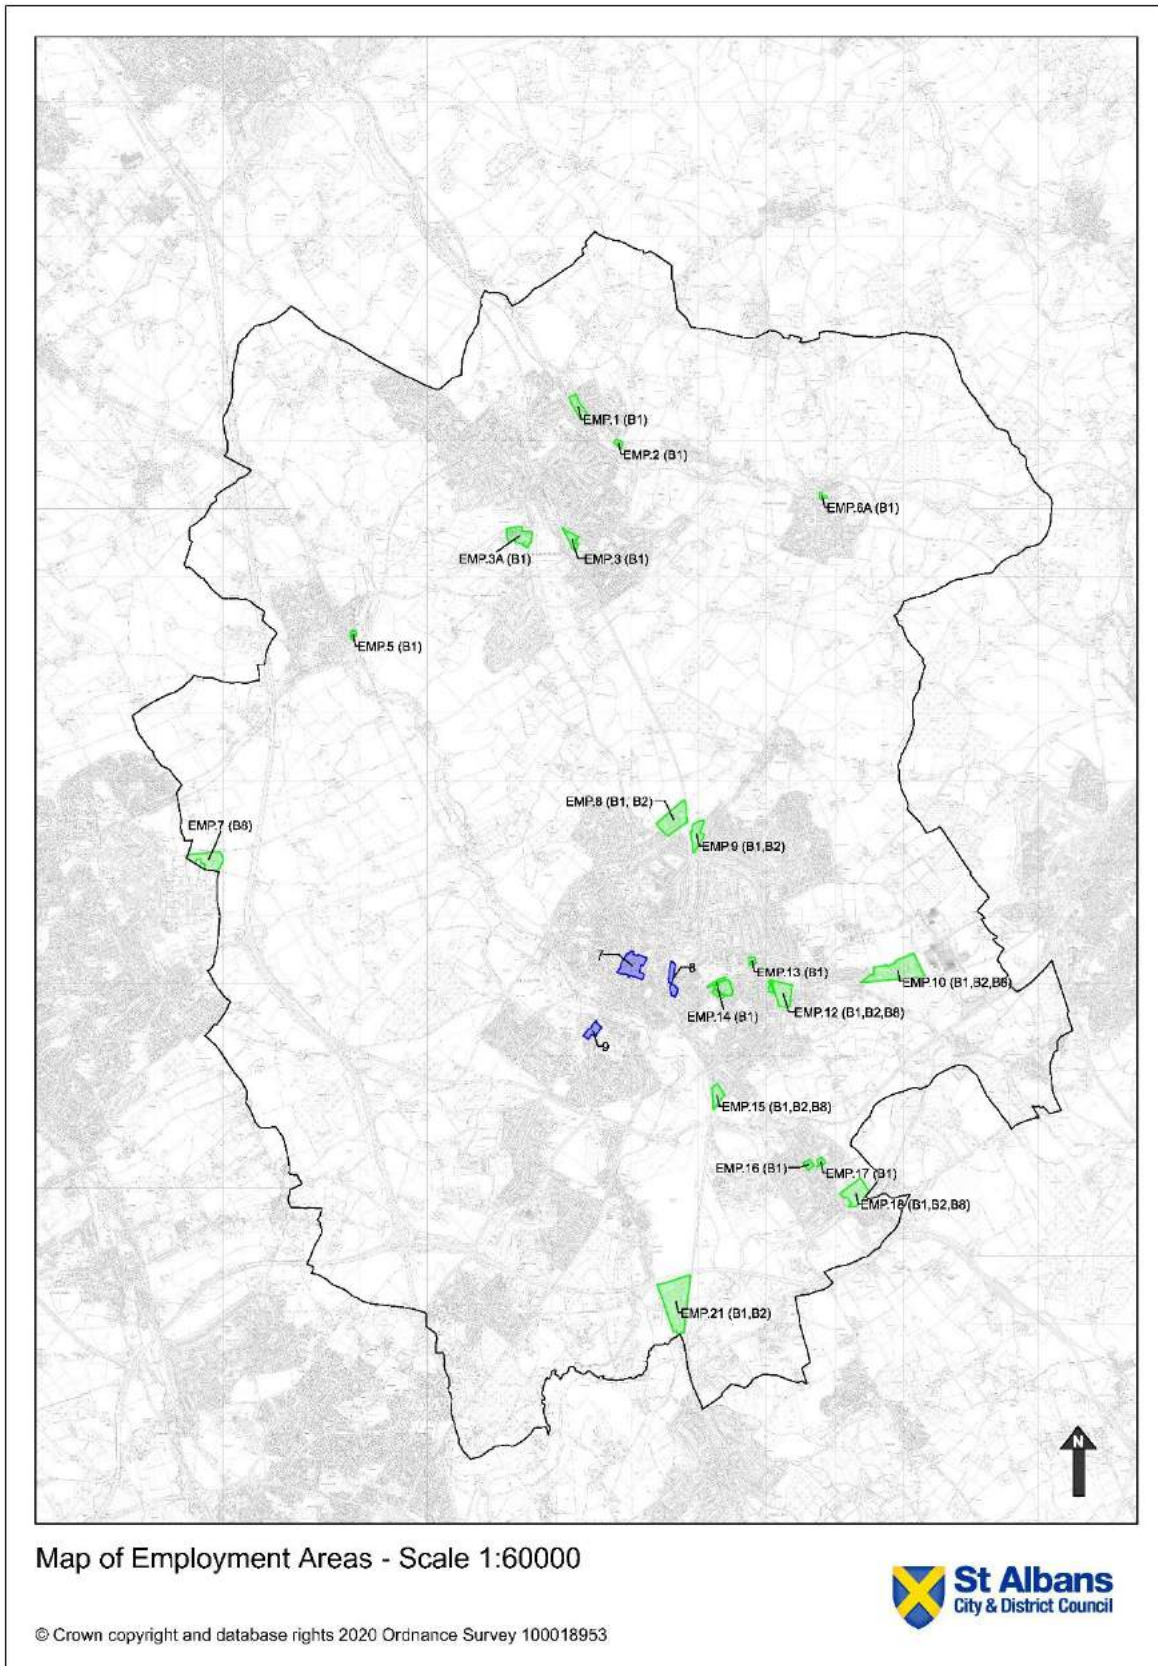 EMP.1 (B1)
EMP.2 (B1)
EMP.6A (B1)
EMP.3A (B1)
EMP.3 (B1)
EMP.5 (B1)
EMP.8 (B1, B2)
EMP.7 (B8)
EMP.9 (B1,B2)
7
8
EMP.13 (B1)
EMP.10 (B1,B2,B8)
EMP.14 (B1)
EMP.12 (B1,B2,B8)
9
EMP.15 (B1,B2,B8)
EMP.16 (B1)
EMP.17 (B1)
EMP.18 (B1,B2,B8)
EMP.21 (B1,B2)
N
Map of Employment Areas - Scale 1:60000
St Albans
City & District Council
© Crown copyright and database rights 2020 Ordnance Survey 100018953